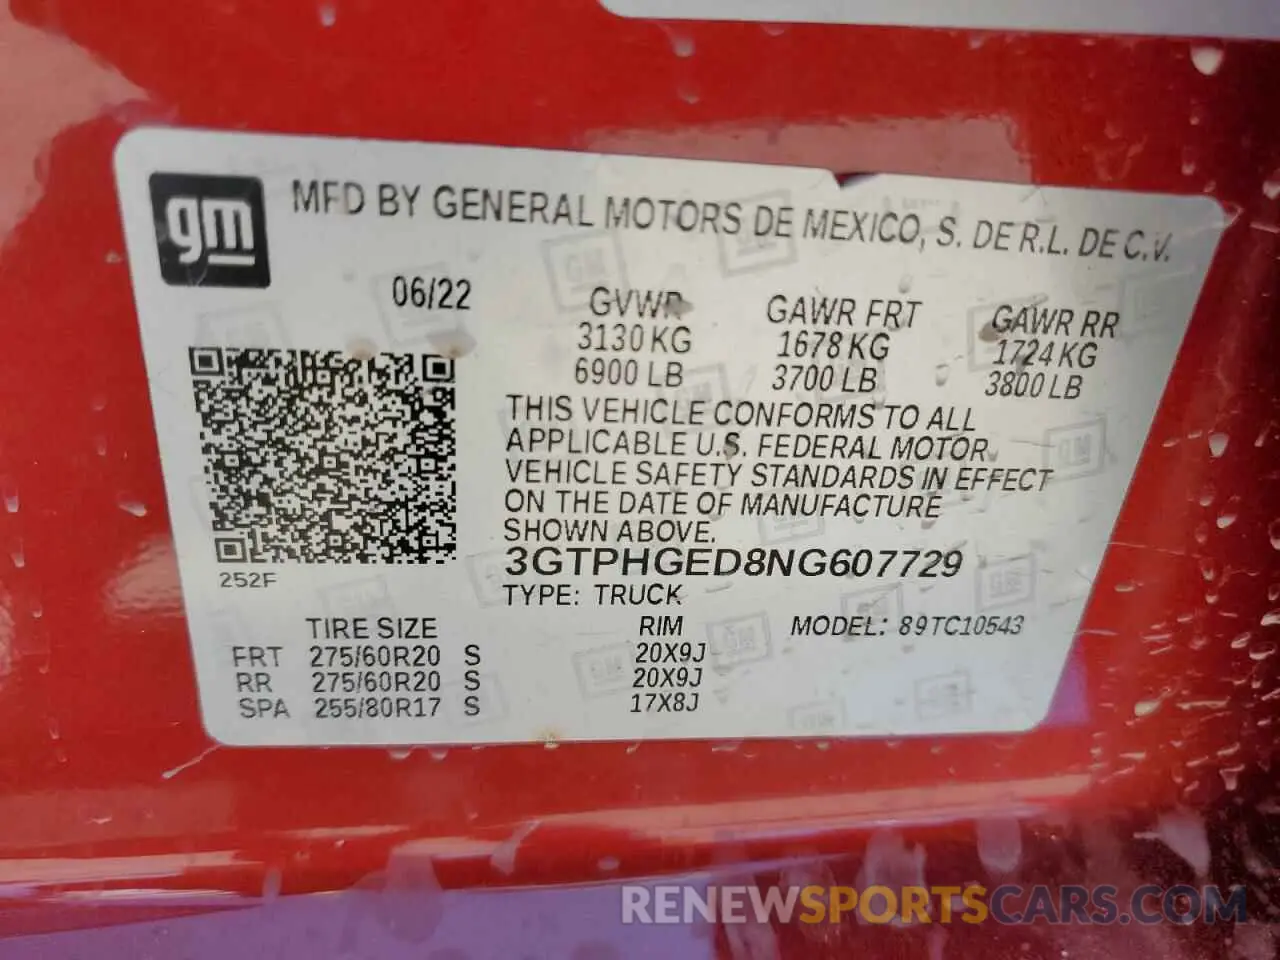 gm
MFD BY GENERAL MOTORS DE MEXICO, S. DE R.L. DE C.V.
06/22
GVWR GAWR FRT GAWR RR
3130 KG 1678 KG 1724 KG
6900 LB 3700 LB 3800 LB
THIS VEHICLE CONFORMS TO ALL
APPLICABLE U.S. FEDERAL MOTOR
VEHICLE SAFETY STANDARDS IN EFFECT
ON THE DATE OF MANUFACTURE
SHOWN ABOVE.
3GTPHGED8NG607729
252F
TYPE: TRUCK
TIRE SIZE RIM MODEL: 89TC10543
FRT 275/60R20 S 20X9J
RR 275/60R20 S 20X9J
SPA 255/80R17 S 17X8J
RENEWSPORTSCARS.COM